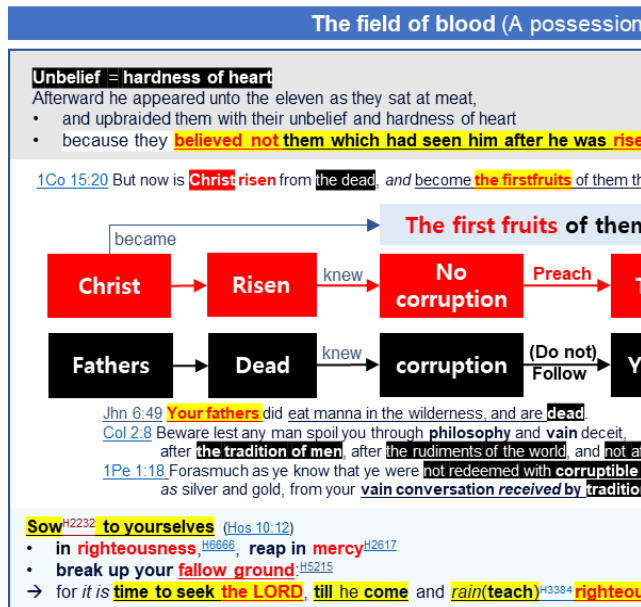 The field of blood (A possession
Unbelief = hardness of heart
Afterward he appeared unto the eleven as they sat at meat,
• and upbraided them with their unbelief and hardness of heart
• because they believed not them which had seen him after he was rise
1Co 15:20 But now is Christ risen from the dead, and become the firstfruits of them th
became
The first fruits of them
Christ
Risen
knew
No
corruption
Preach
T
Fathers
Dead
knew
corruption
(Do not)
Follow
Y
Jhn 6:49 Your fathers did eat manna in the wilderness, and are dead.
Col 2:8 Beware lest any man spoil you through philosophy and vain deceit,
after the tradition of men, after the rudiments of the world, and not af
1Pe 1:18 Forasmuch as ye know that ye were not redeemed with corruptible
as silver and gold, from your vain conversation received by tradition
Sow H2232 to yourselves (Hos 10:12)
• in righteousness, H6666, reap in mercy H2617
• break up your fallow ground: H5215
→ for it is time to seek the LORD, till he come and rain(teach) H3384 righteou